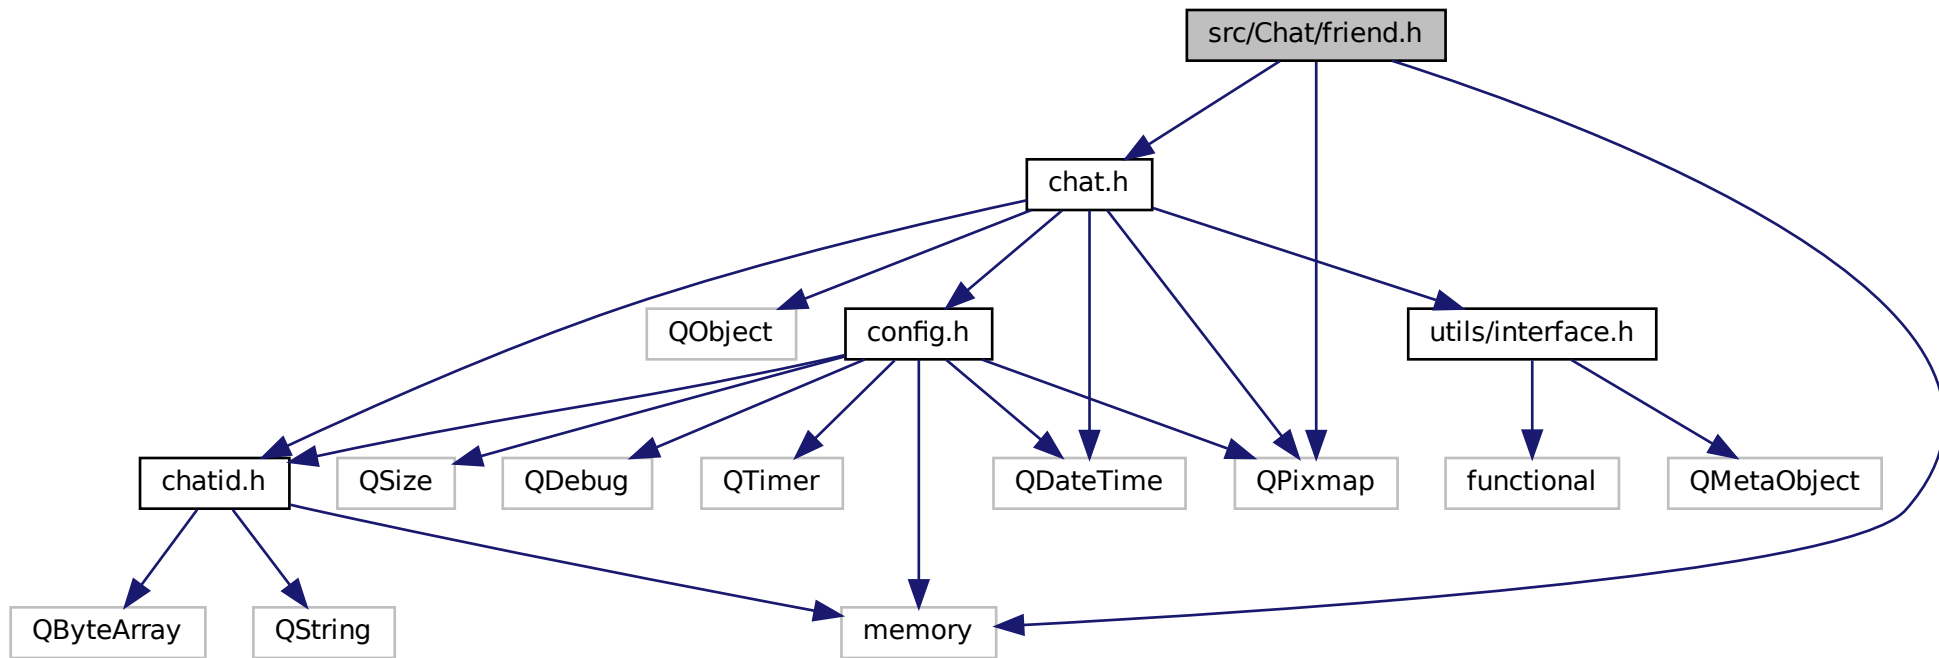 src/Chat/friend.h
chat.h
QObject
config.h
utils/interface.h
chatid.h
QSize
QDebug
QTimer
QDateTime
QPixmap
functional
QMetaObject
QByteArray
QString
memory